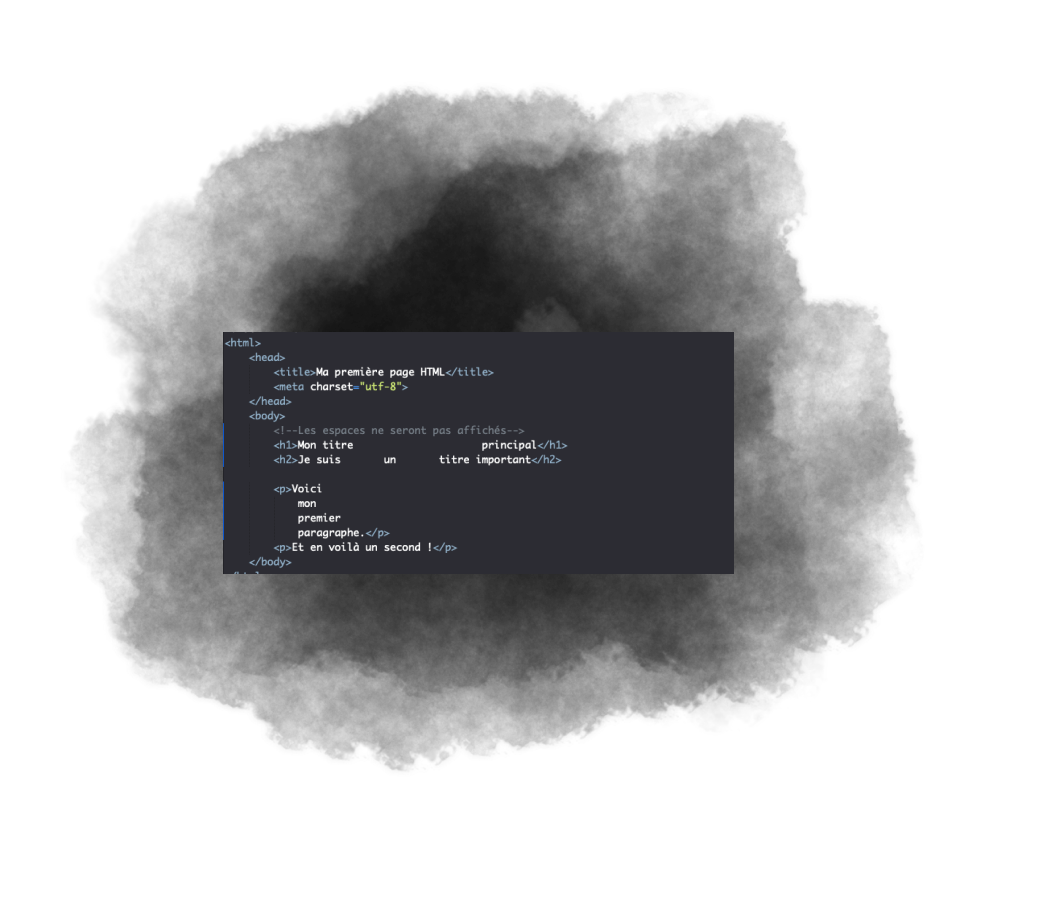 <html>
<head>
<title>Ma première page HTML</title>
<meta charset="utf-8">
</head>
<body>
<!--Les espaces ne seront pas affichés-->
<h1>Mon titre                     principal</h1>
<h2>Je suis       un       titre important</h2>
<p>Voici
mon
premier
paragraphe.</p>
<p>Et en voilà un second !</p>
</body>